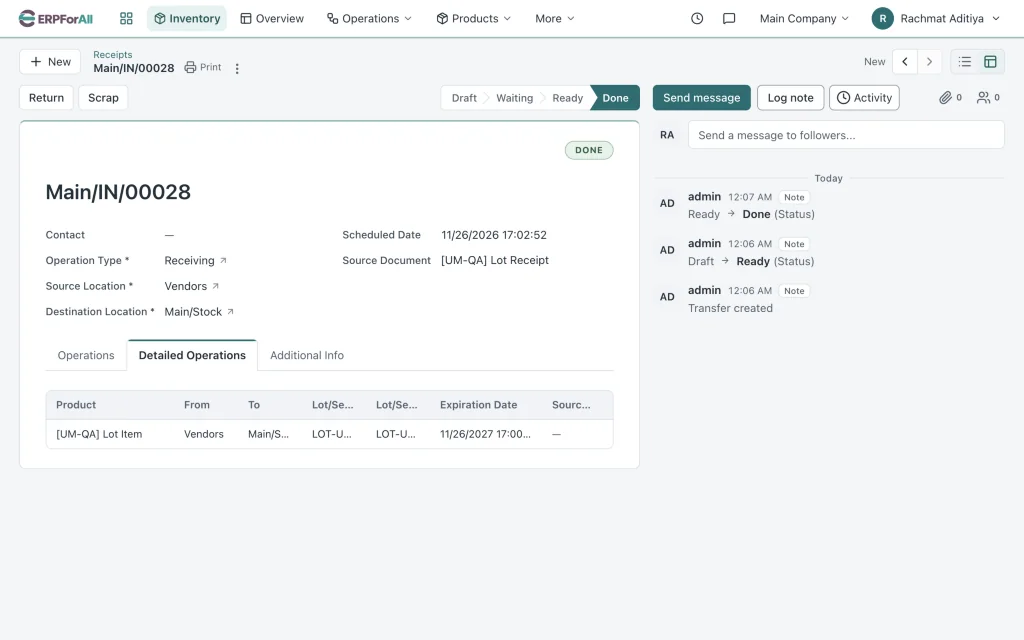 ERPForAll
Inventory
Overview
Operations
Products
More
Main Company
R
Rachmat Aditiya
New
Receipts
Main/IN/00028
Print
New
Return
Scrap
Draft
Waiting
Ready
Done
Send message
Log note
Activity
0
0
DONE
Main/IN/00028
Contact
—
Scheduled Date
11/26/2026 17:02:52
Operation Type *
Receiving
Source Document
[UM-QA] Lot Receipt
Source Location *
Vendors
Destination Location *
Main/Stock
Operations
Detailed Operations
Additional Info
Product
From
To
Lot/Se...
Lot/Se...
Expiration Date
Sourc...
[UM-QA] Lot Item
Vendors
Main/S...
LOT-U...
LOT-U...
11/26/2027 17:00...
—
RA
Send a message to followers...
Today
AD
admin 12:07 AM Note
Ready → Done (Status)
AD
admin 12:06 AM Note
Draft → Ready (Status)
AD
admin 12:06 AM Note
Transfer created